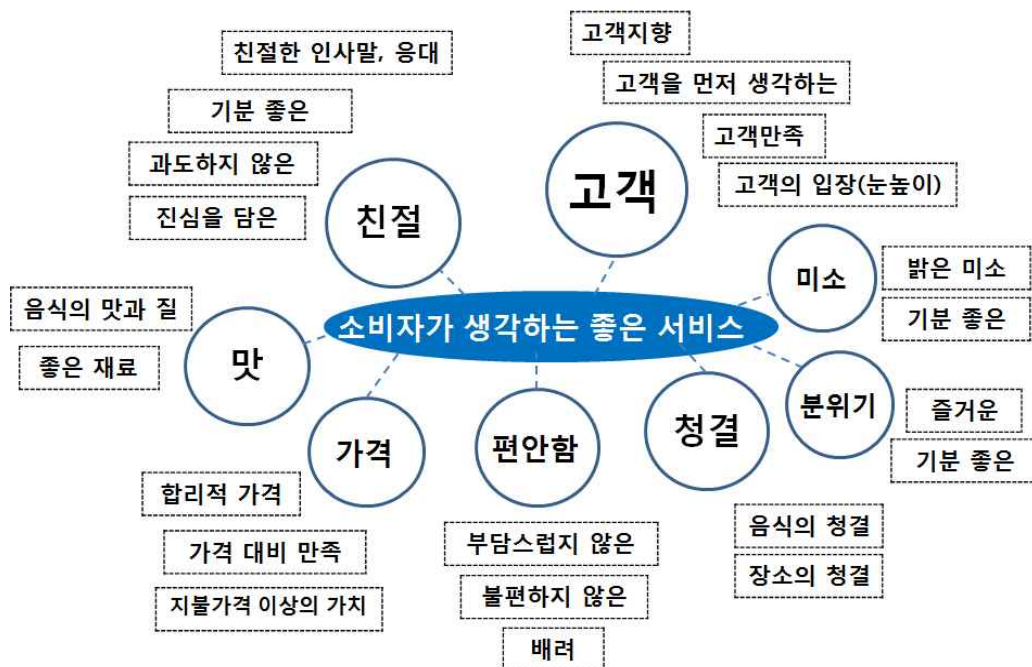 친절한 인사말, 응대
기분 좋은
과도하지 않은
진심을 담은
친절
고객지향
고객을 먼저 생각하는
고객만족
고객의 입장(눈높이)
고객
미소
밝은 미소
기분 좋은
소비자가 생각하는 좋은 서비스
음식의 맛과 질
좋은 재료
맛
가격
합리적 가격
가격 대비 만족
지불가격 이상의 가치
편안함
부담스럽지 않은
불편하지 않은
배려
청결
음식의 청결
장소의 청결
분위기
즐거운
기분 좋은